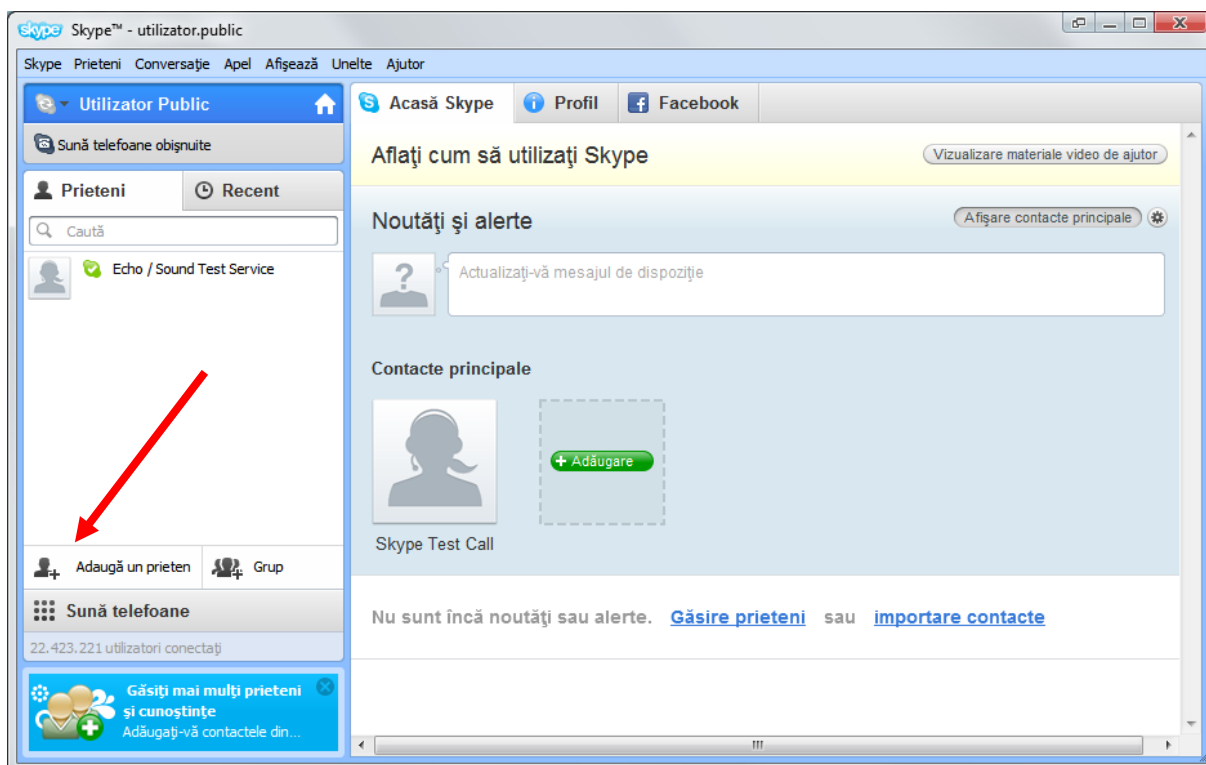 skype Skype™ - utilizator.public
Skype Prieteni Conversaţie Apel Afişează Unelte Ajutor
Utilizator Public
Sună telefoane obişnuite
Prieteni Recent
Caută
Echo / Sound Test Service
Adaugă un prieten Grup
Sună telefoane
22.423.221 utilizatori conectaţi
Găsiţi mai mulţi prieteni
şi cunoştinţe
Adăugaţi-vă contactele din...
Acasă Skype Profil Facebook
Aflaţi cum să utilizaţi Skype Vizualizare materiale video de ajutor
Noutăţi şi alerte Afişare contacte principale
Actualizaţi-vă mesajul de dispoziţie
Contacte principale
+ Adăugare
Skype Test Call
Nu sunt încă noutăţi sau alerte. Găsire prieteni sau importare contacte